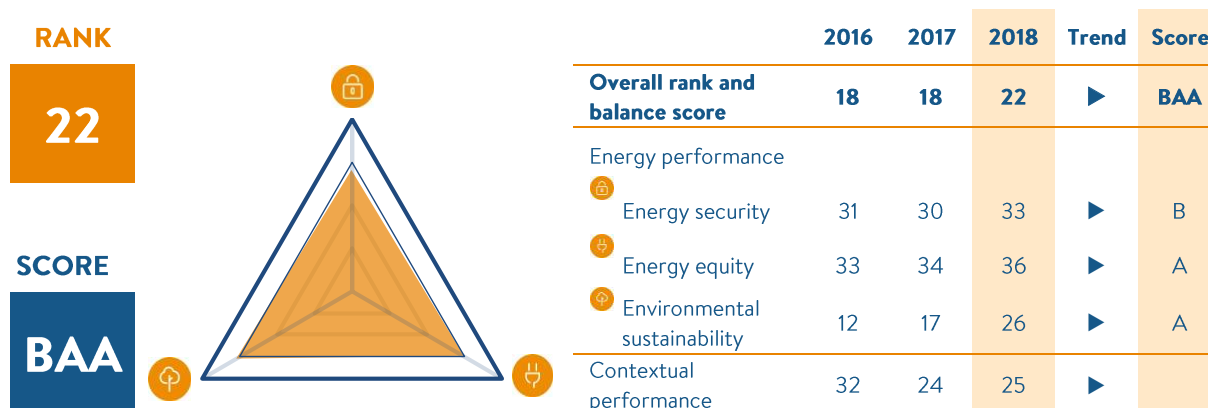 RANK
22
SCORE
BAA
2016 2017 2018 Trend Score
Overall rank and
balance score 18 18 22 BAA
Energy performance
Energy security 31 30 33 B
Energy equity 33 34 36 A
Environmental
sustainability 12 17 26 A
Contextual
performance 32 24 25